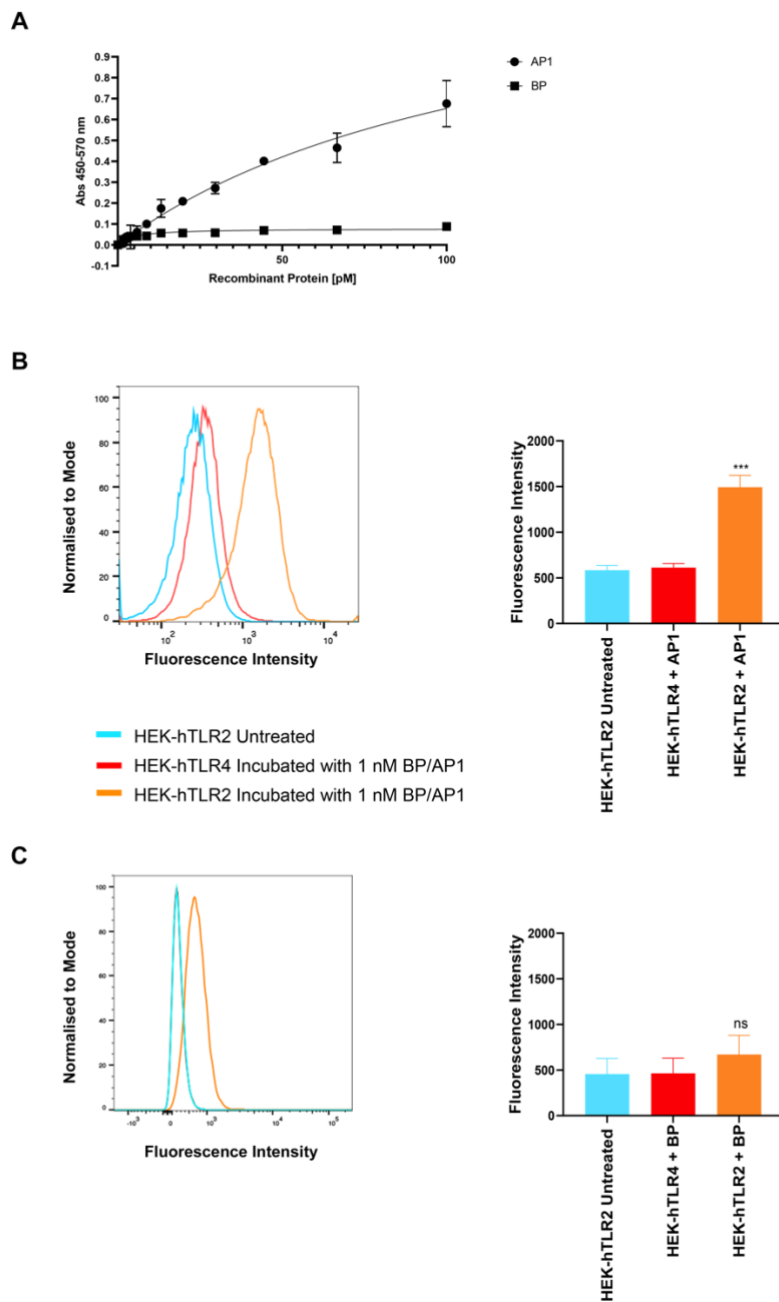 A
0.9
0.8
0.7
0.6
0.5
0.4
0.3
0.2
0.1
0.0
-0.1
Abs 450-570 nm
50
100
Recombinant Protein [pM]
AP1
BP
B
100
80
60
40
20
0
Normalised to Mode
10²
10³
10⁴
Fluorescence Intensity
2000
1500
1000
500
0
Fluorescence Intensity
***
HEK-hTLR2 Untreated
HEK-hTLR4 + AP1
HEK-hTLR2 + AP1
HEK-hTLR2 Untreated
HEK-hTLR4 Incubated with 1 nM BP/AP1
HEK-hTLR2 Incubated with 1 nM BP/AP1
C
100
80
60
40
20
0
Normalised to Mode
-10³
0
10³
10⁴
10⁵
Fluorescence Intensity
2000
1500
1000
500
0
Fluorescence Intensity
ns
HEK-hTLR2 Untreated
HEK-hTLR4 + BP
HEK-hTLR2 + BP